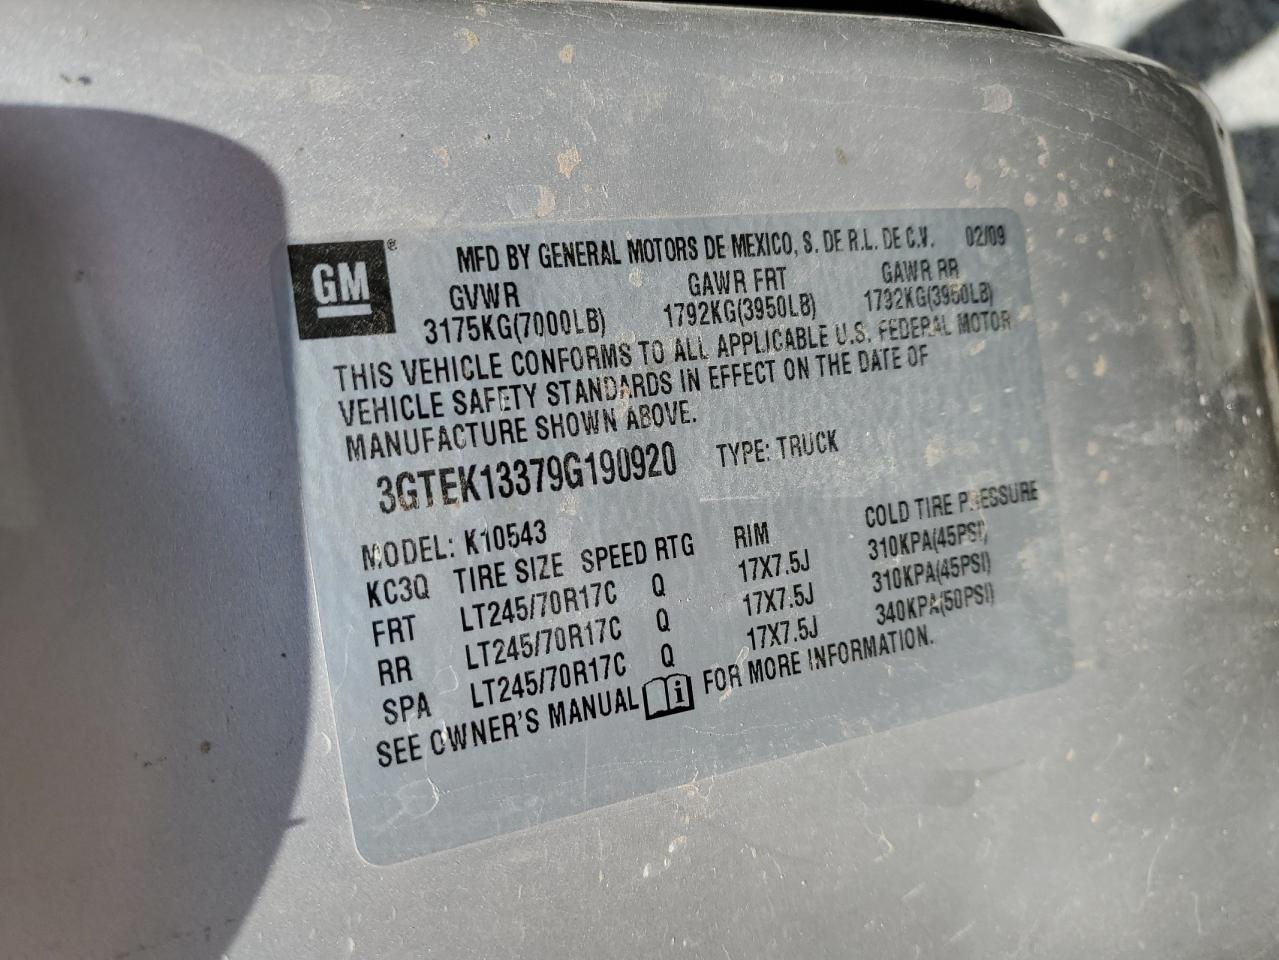 GM ®
MFD BY GENERAL MOTORS DE MEXICO, S. DE R.L. DE C.V. 02/09
GVWR GAWR FRT GAWR RR
3175KG(7000LB) 1792KG(3950LB) 1792KG(3950LB)
THIS VEHICLE CONFORMS TO ALL APPLICABLE U.S. FEDERAL MOTOR
VEHICLE SAFETY STANDARDS IN EFFECT ON THE DATE OF
MANUFACTURE SHOWN ABOVE.
3GTEK13379G190920 TYPE: TRUCK
MODEL: K10543
KC3Q TIRE SIZE SPEED RTG RIM COLD TIRE PRESSURE
FRT LT245/70R17C Q 17X7.5J 310KPA(45PSI)
RR LT245/70R17C Q 17X7.5J 310KPA(45PSI)
SPA LT245/70R17C Q 17X7.5J 340KPA(50PSI)
SEE OWNER'S MANUAL i FOR MORE INFORMATION.